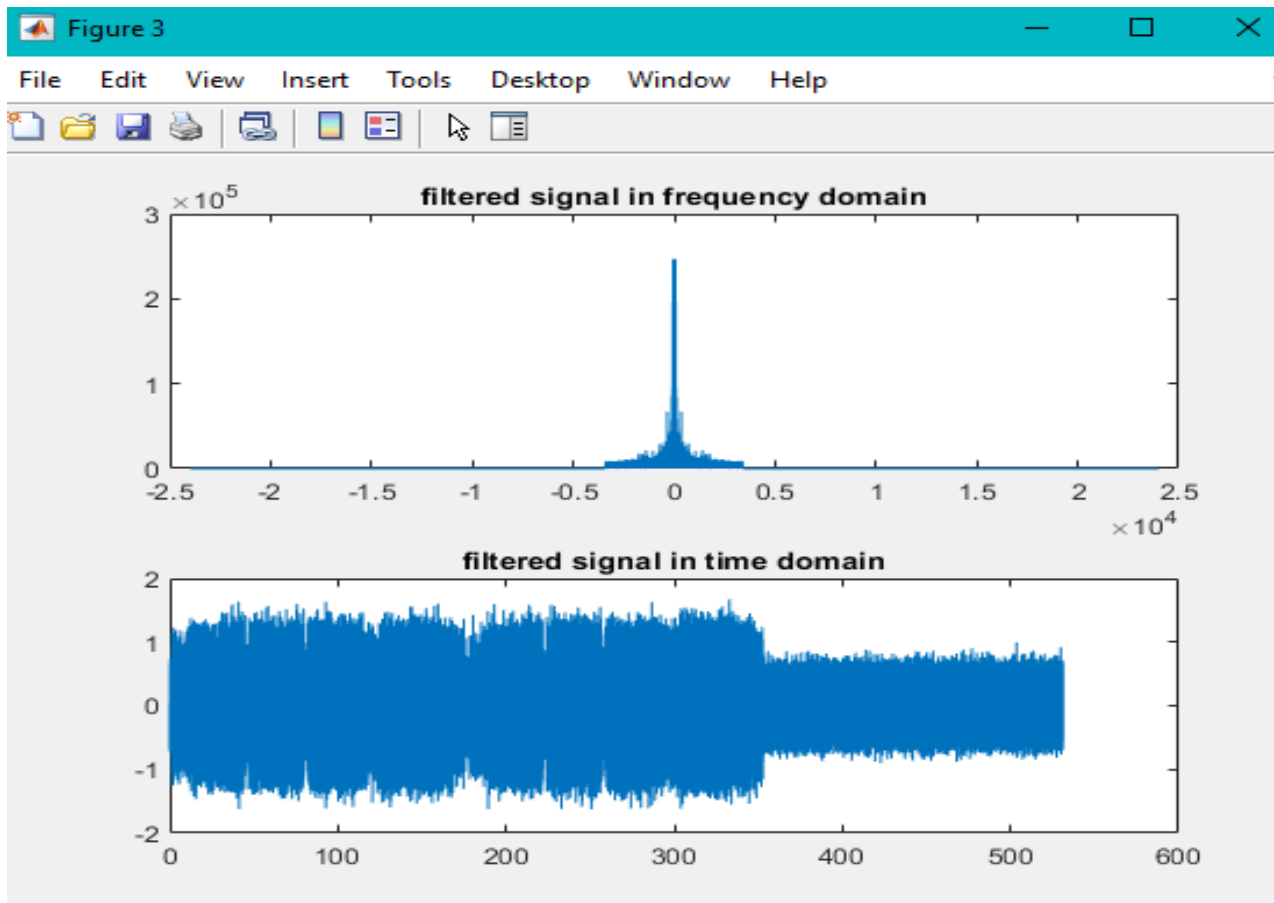 Figure 3
File Edit View Insert Tools Desktop Window Help
×10^5
filtered signal in frequency domain
3
2
1
0
-2.5 -2 -1.5 -1 -0.5 0 0.5 1 1.5 2 2.5
×10^4
filtered signal in time domain
2
1
0
-1
-2
0 100 200 300 400 500 600